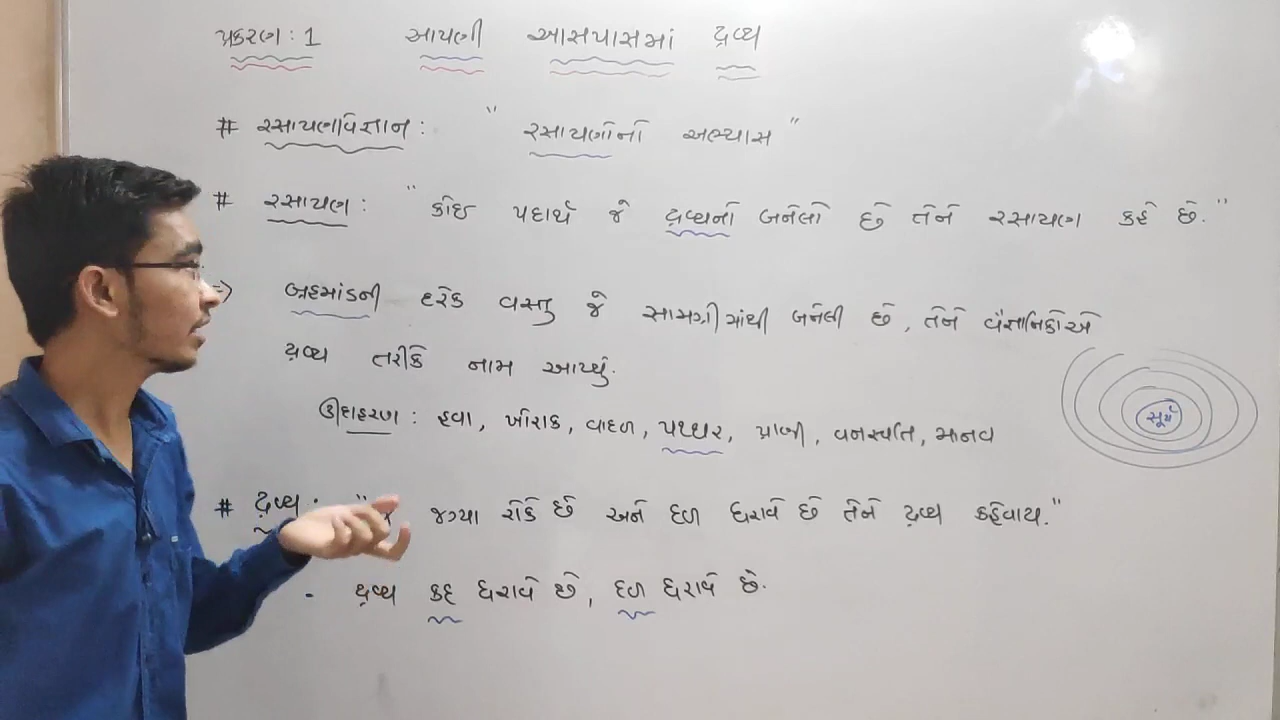 પ્રકરણ : 1 આપણી આસપાસમાં દ્રવ્ય
# રસાયણવિજ્ઞાન : " રસાયણોનો અભ્યાસ "
# રસાયણ : " કોઈ પદાર્થ જે દ્રવ્યનો બનેલો છે તેને રસાયણ કહે છે. "
=> બ્રહ્માંડની દરેક વસ્તુ જે સામગ્રીમાંથી બનેલી છે, તેને વૈજ્ઞાનિકોએ
દ્રવ્ય તરીકે નામ આપ્યું.
ઉદાહરણ : હવા, ખોરાક, વાદળ, પથ્થર, પ્રાણી, વનસ્પતિ, માનવ
સૂર્ય
# દ્રવ્ય : " જગ્યા રોકે છે અને દળ ધરાવે છે તેને દ્રવ્ય કહેવાય. "
- દ્રવ્ય કદ ધરાવે છે, દળ ધરાવે છે.